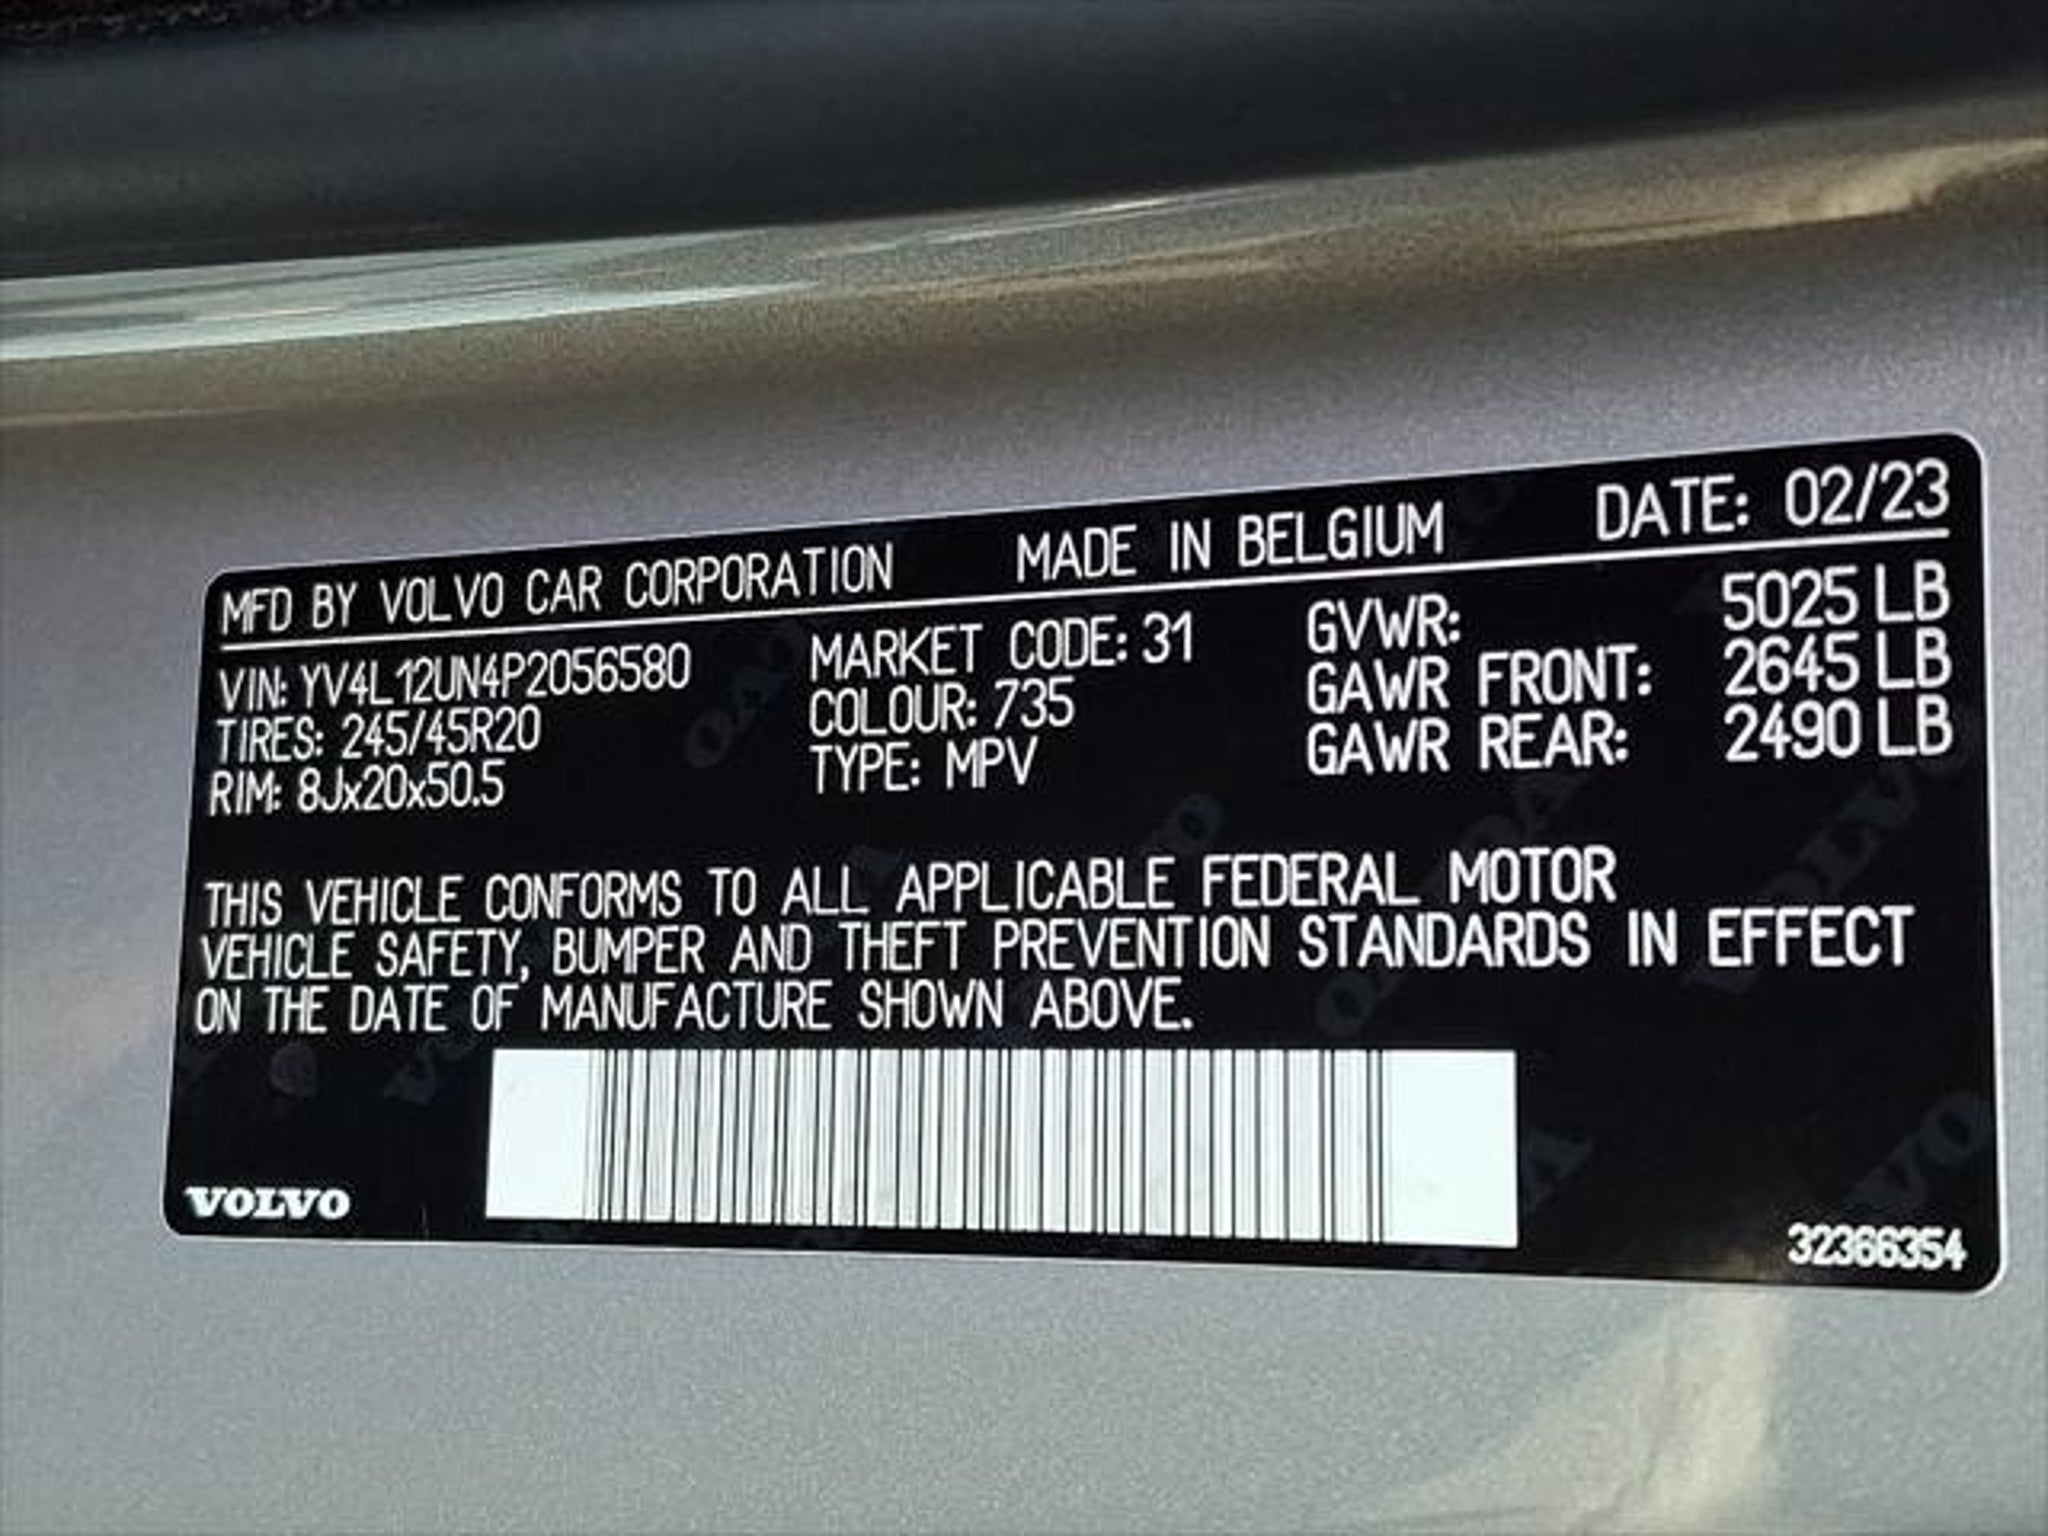 MFD BY VOLVO CAR CORPORATION MADE IN BELGIUM DATE: 02/23
VIN: YV4L12UN4P2056580 MARKET CODE: 31 GVWR: 5025 LB
TIRES: 245/45R20 COLOUR: 735 GAWR FRONT: 2645 LB
RIM: 8Jx20x50.5 TYPE: MPV GAWR REAR: 2490 LB
THIS VEHICLE CONFORMS TO ALL APPLICABLE FEDERAL MOTOR
VEHICLE SAFETY, BUMPER AND THEFT PREVENTION STANDARDS IN EFFECT
ON THE DATE OF MANUFACTURE SHOWN ABOVE.
VOLVO
32366354